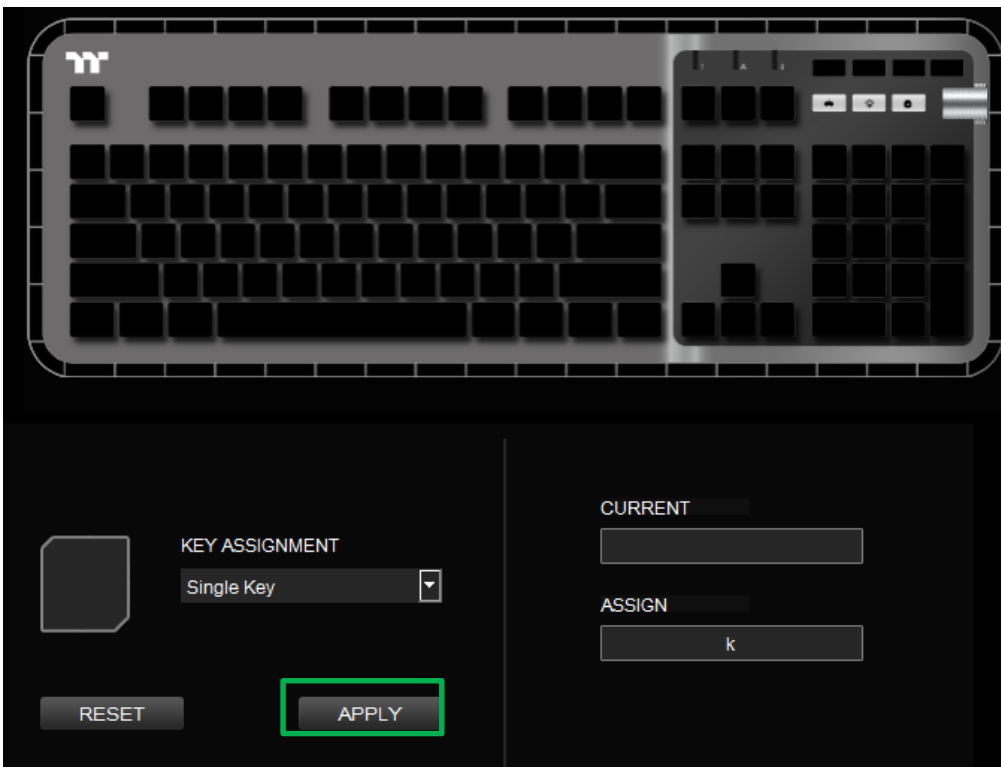 KEY ASSIGNMENT
Single Key
RESET
APPLY
CURRENT
ASSIGN
k